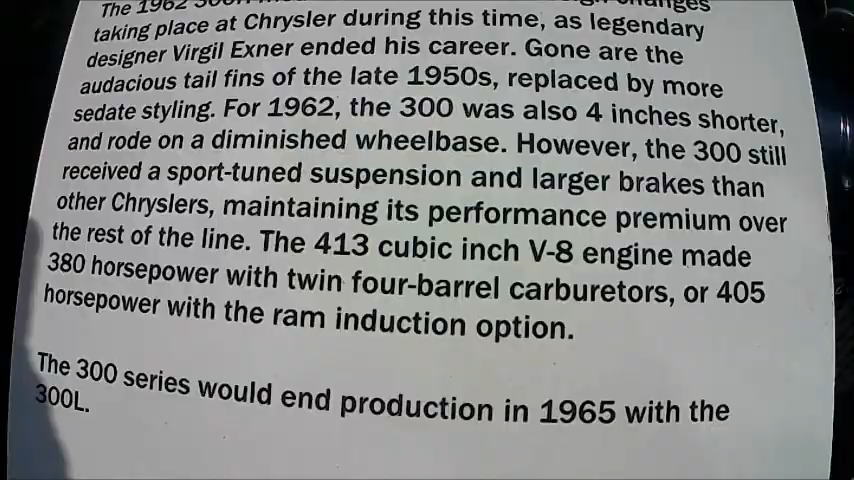 The 1962 changes
taking place at Chrysler during this time, as legendary
designer Virgil Exner ended his career. Gone are the
audacious tail fins of the late 1950s, replaced by more
sedate styling. For 1962, the 300 was also 4 inches shorter,
and rode on a diminished wheelbase. However, the 300 still
received a sport-tuned suspension and larger brakes than
other Chryslers, maintaining its performance premium over
the rest of the line. The 413 cubic inch V-8 engine made
380 horsepower with twin four-barrel carburetors, or 405
horsepower with the ram induction option.
The 300 series would end production in 1965 with the
300L.